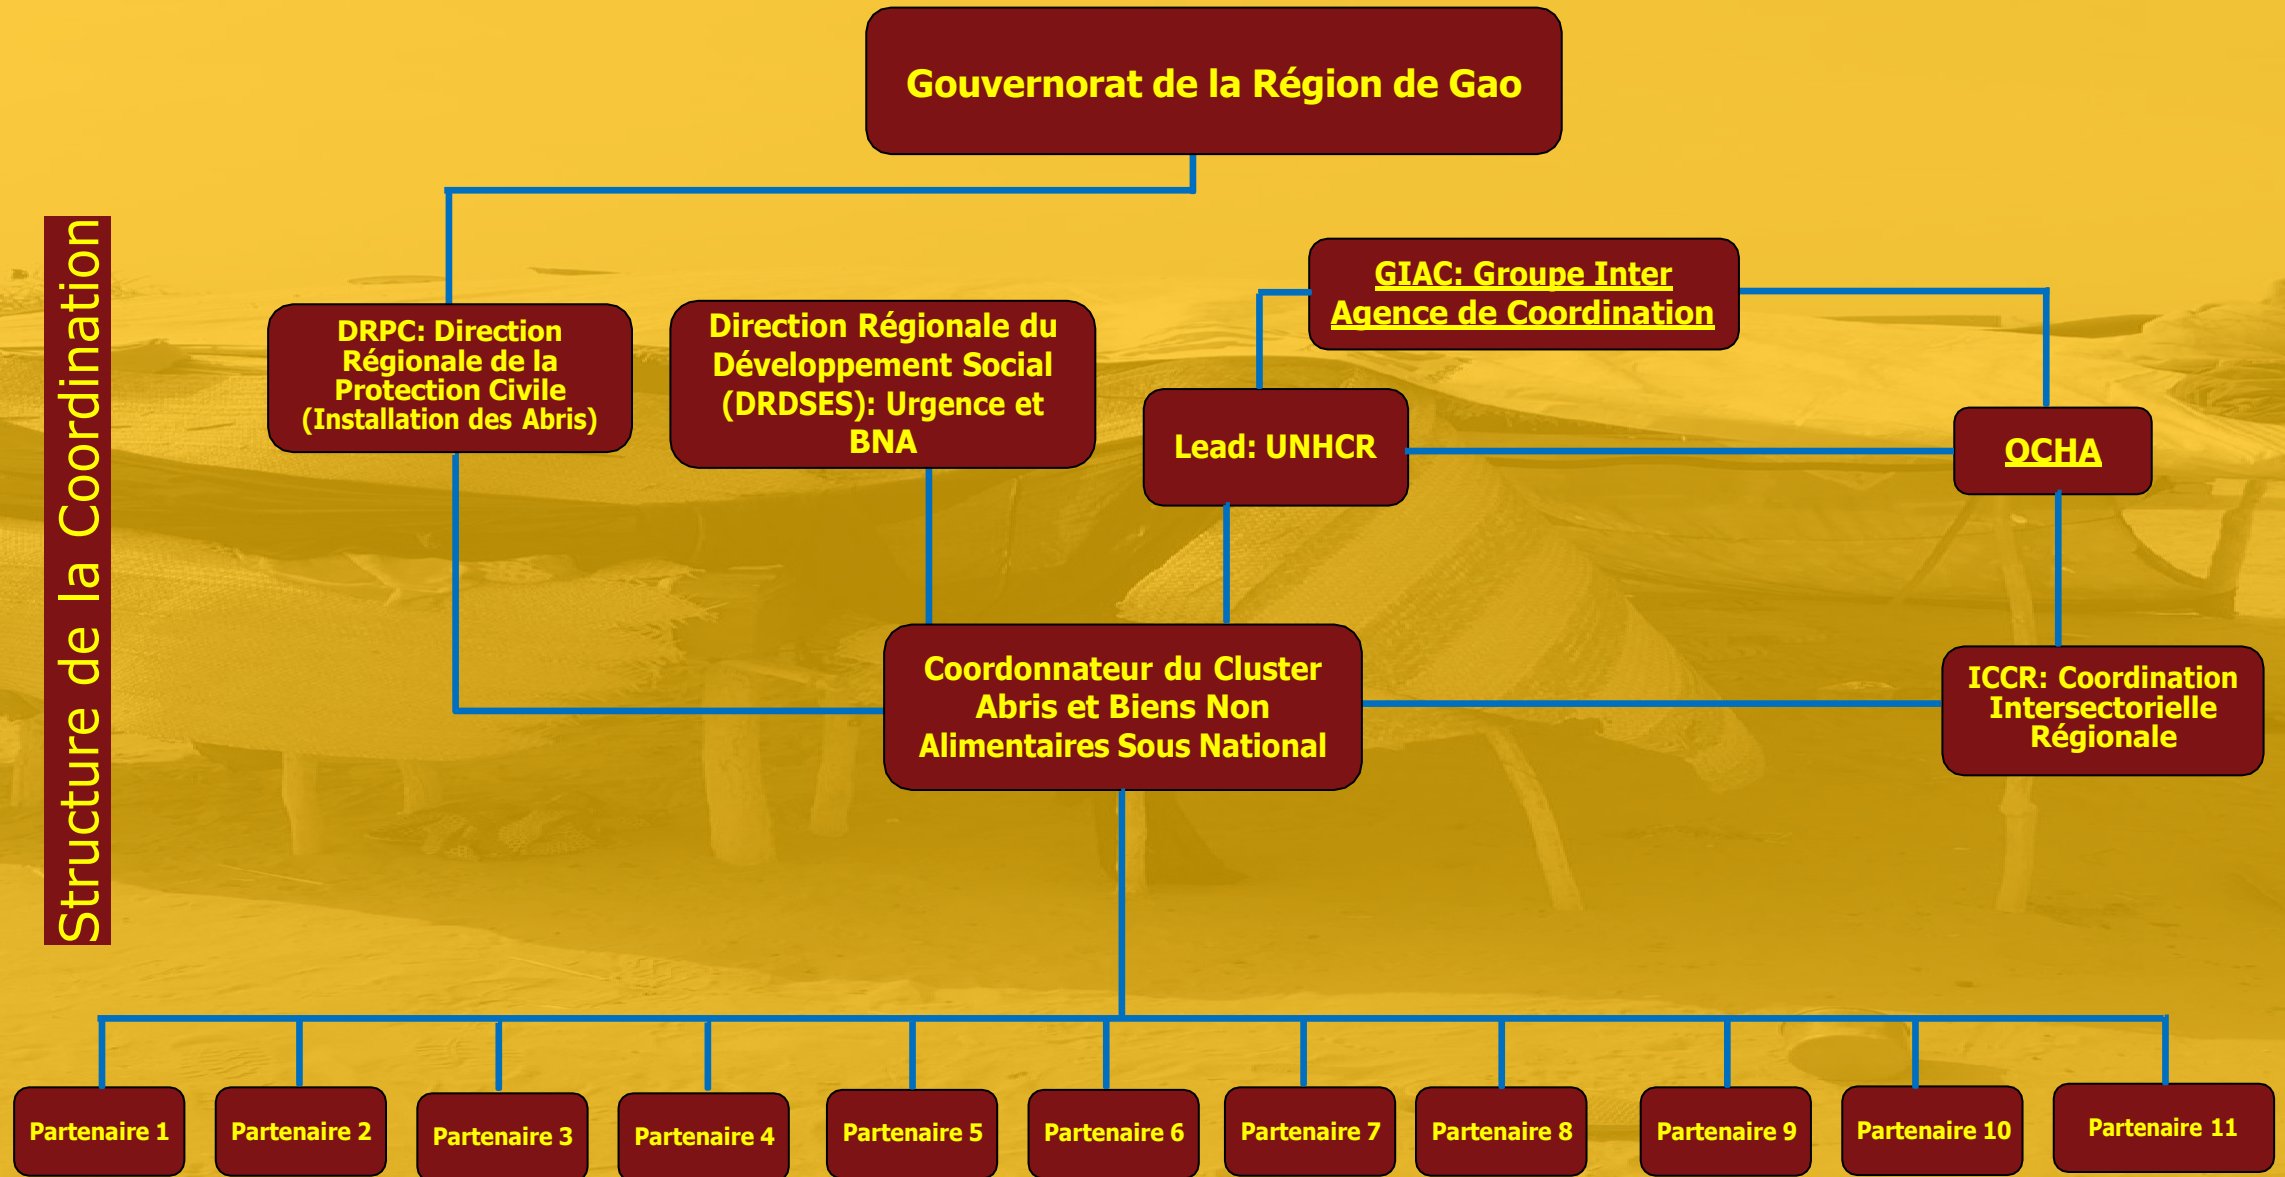 Gouvernorat de la Région de Gao
Structure de la Coordination
GIAC: Groupe Inter
Agence de Coordination
DRPC: Direction
Régionale de la
Protection Civile
(Installation des Abris)
Direction Régionale du
Développement Social
(DRDSES): Urgence et
BNA
Lead: UNHCR
OCHA
Coordonnateur du Cluster
Abris et Biens Non
Alimentaires Sous National
ICCR: Coordination
Intersectorielle
Régionale
Partenaire 1
Partenaire 2
Partenaire 3
Partenaire 4
Partenaire 5
Partenaire 6
Partenaire 7
Partenaire 8
Partenaire 9
Partenaire 10
Partenaire 11